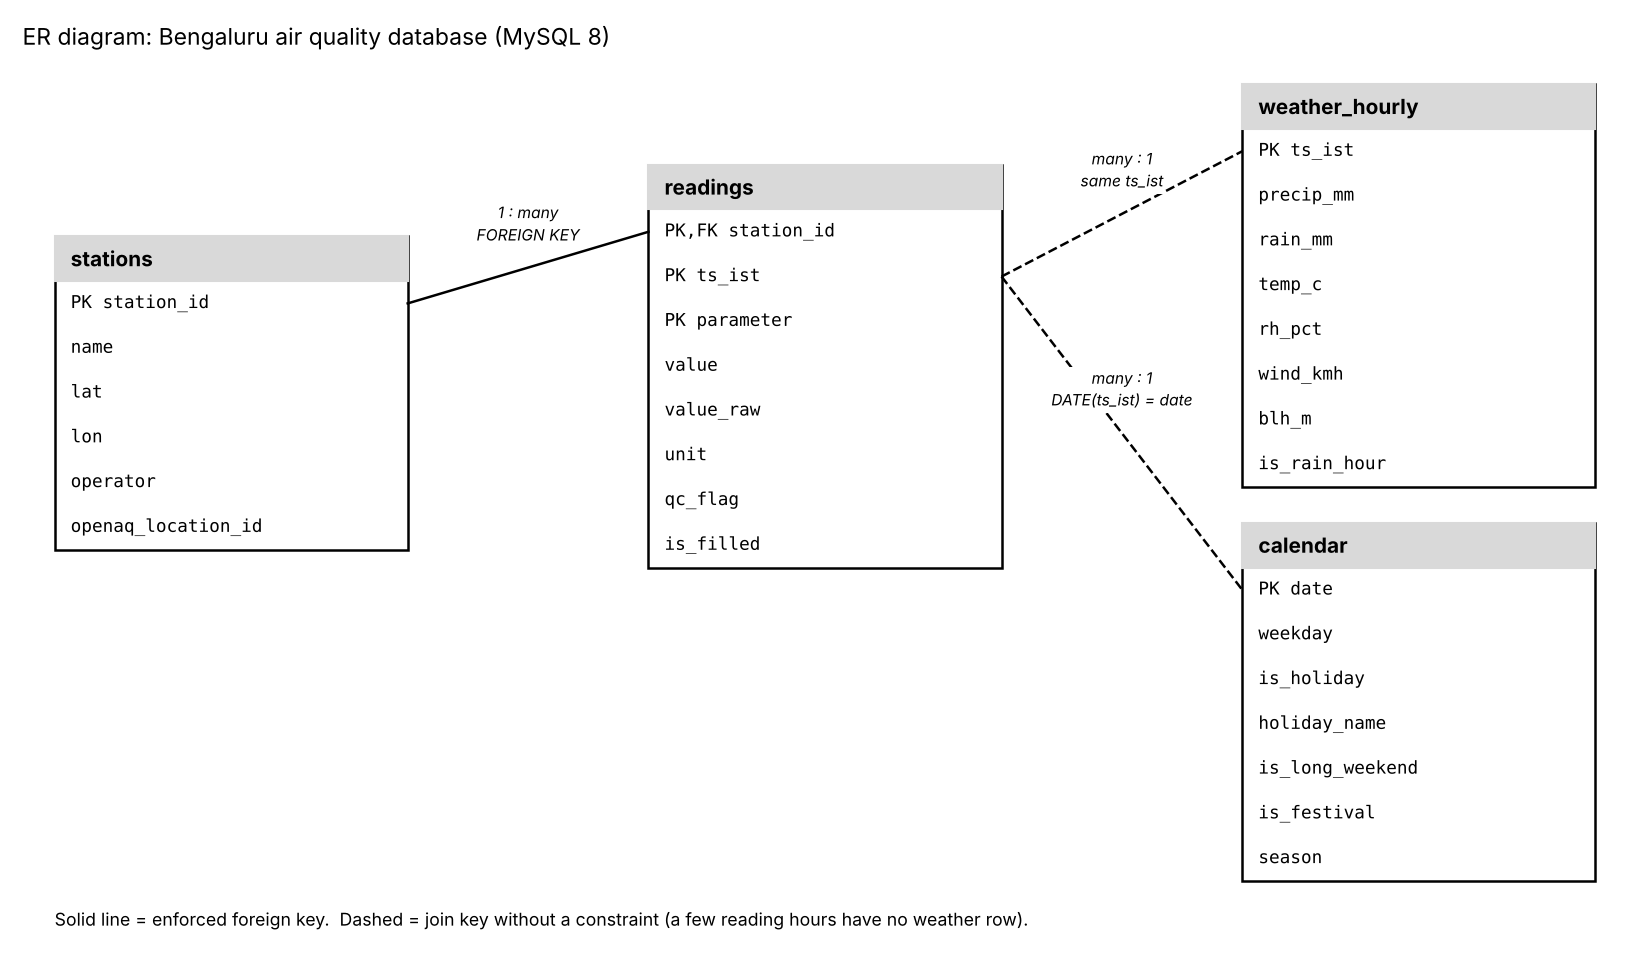 ER diagram: Bengaluru air quality database (MySQL 8)
stations
PK station_id
name
lat
lon
operator
openaq_location_id
1 : many
FOREIGN KEY
readings
PK,FK station_id
PK ts_ist
PK parameter
value
value_raw
unit
qc_flag
is_filled
many : 1
same ts_ist
many : 1
DATE(ts_ist) = date
weather_hourly
PK ts_ist
precip_mm
rain_mm
temp_c
rh_pct
wind_kmh
blh_m
is_rain_hour
calendar
PK date
weekday
is_holiday
holiday_name
is_long_weekend
is_festival
season
Solid line = enforced foreign key.  Dashed = join key without a constraint (a few reading hours have no weather row).